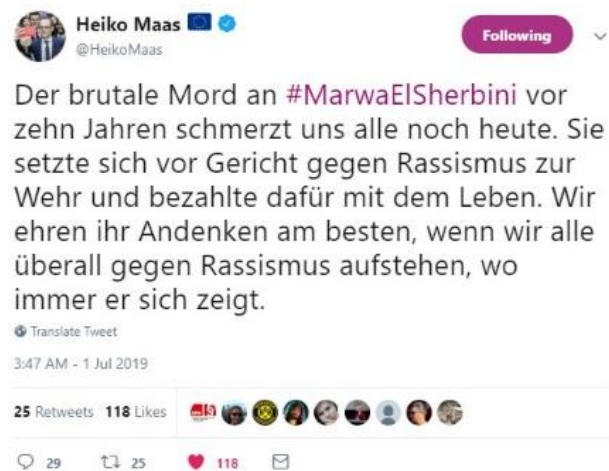 Heiko Maas
@HeikoMaas
Following
Der brutale Mord an #MarwaElSherbini vor
zehn Jahren schmerzt uns alle noch heute. Sie
setzte sich vor Gericht gegen Rassismus zur
Wehr und bezahlte dafür mit dem Leben. Wir
ehren ihr Andenken am besten, wenn wir alle
überall gegen Rassismus aufstehen, wo
immer er sich zeigt.
Translate Tweet
3:47 AM - 1 Jul 2019
25 Retweets 118 Likes
29 25 118